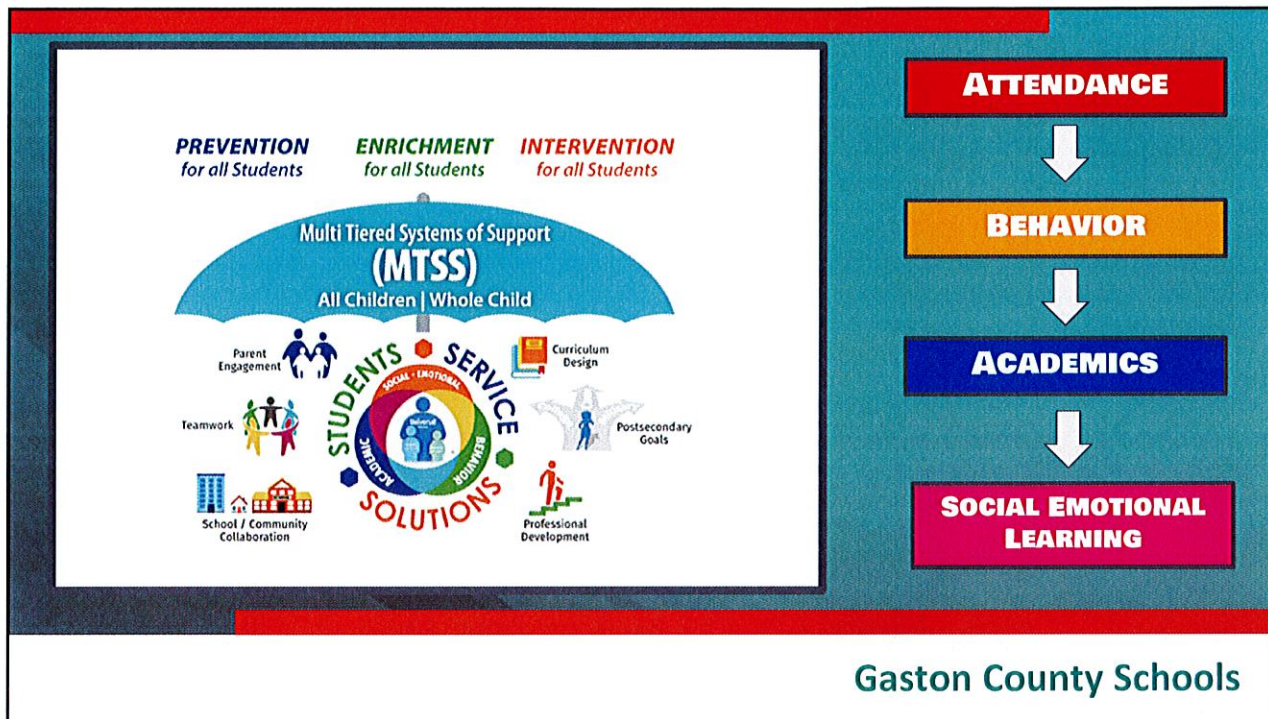 PREVENTION
for all Students
ENRICHMENT
for all Students
INTERVENTION
for all Students
Multi Tiered Systems of Support
(MTSS)
All Children | Whole Child
Parent
Engagement
Teamwork
School / Community
Collaboration
STUDENTS
SERVICE
SOLUTIONS
SOCIAL - EMOTIONAL
ACADEMIC
BEHAVIOR
Universal
Curriculum
Design
Postsecondary
Goals
Professional
Development
ATTENDANCE
BEHAVIOR
ACADEMICS
SOCIAL EMOTIONAL
LEARNING
Gaston County Schools